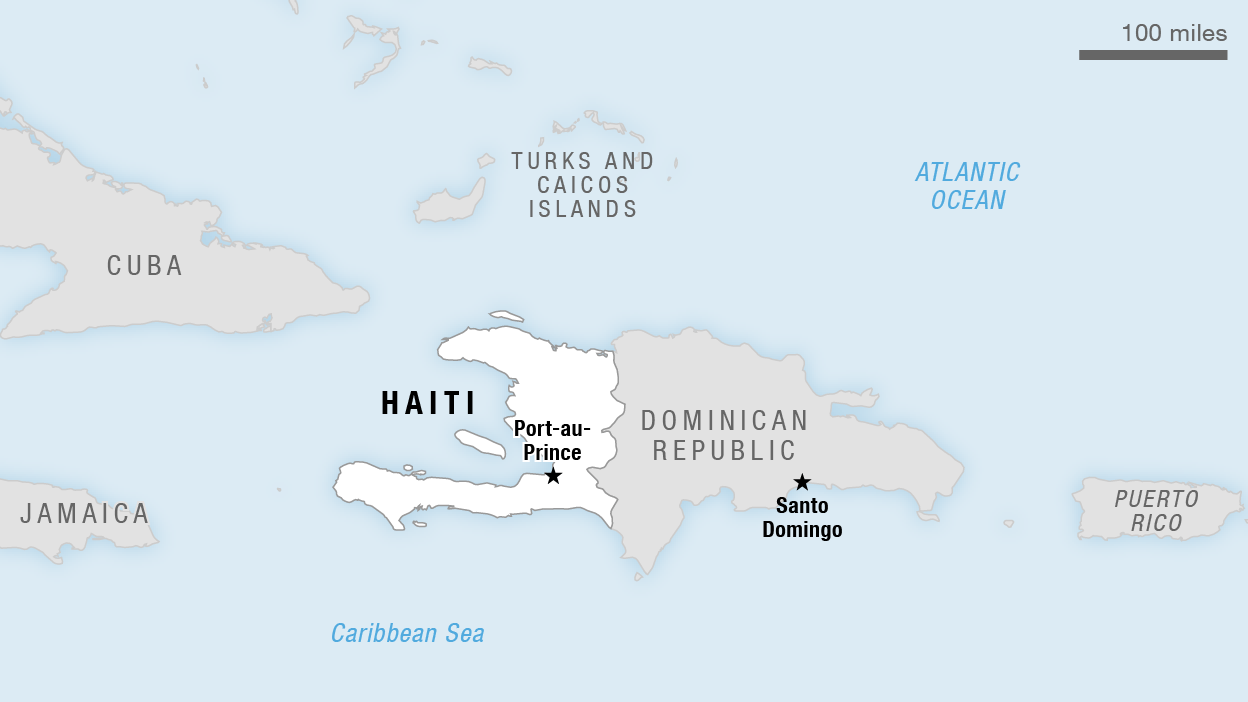 100 miles
TURKS AND
CAICOS
ISLANDS
ATLANTIC
OCEAN
CUBA
HAITI
Port-au-
Prince
DOMINICAN
REPUBLIC
Santo
Domingo
JAMAICA
PUERTO
RICO
Caribbean Sea